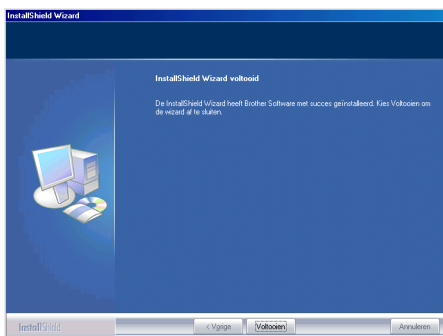 InstallShield Wizard
InstallShield Wizard voltooid
De InstallShield Wizard heeft Brother Software met succes geïnstalleerd. Kies Voltooien om
de wizard af te sluiten.
InstallShield
< Vorige
Voltooien
Annuleren